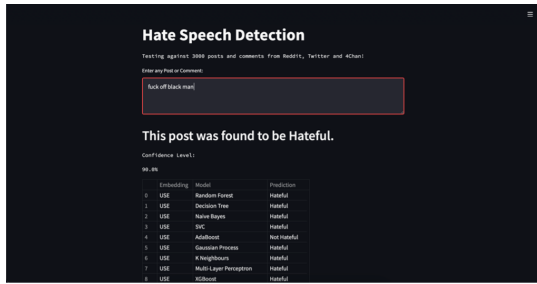 Hate Speech Detection
Testing against 3000 posts and comments from Reddit, Twitter and 4Chan!
Enter any Post or Comment:
fuck off black man
This post was found to be Hateful.
Confidence Level:
90.0%
Embedding Model Prediction
0 USE Random Forest Hateful
1 USE Decision Tree Hateful
2 USE Naive Bayes Hateful
3 USE SVC Hateful
4 USE AdaBoost Not Hateful
5 USE Gaussian Process Hateful
6 USE K Neighbours Hateful
7 USE Multi-Layer Perceptron Hateful
8 USE XGBoost Hateful